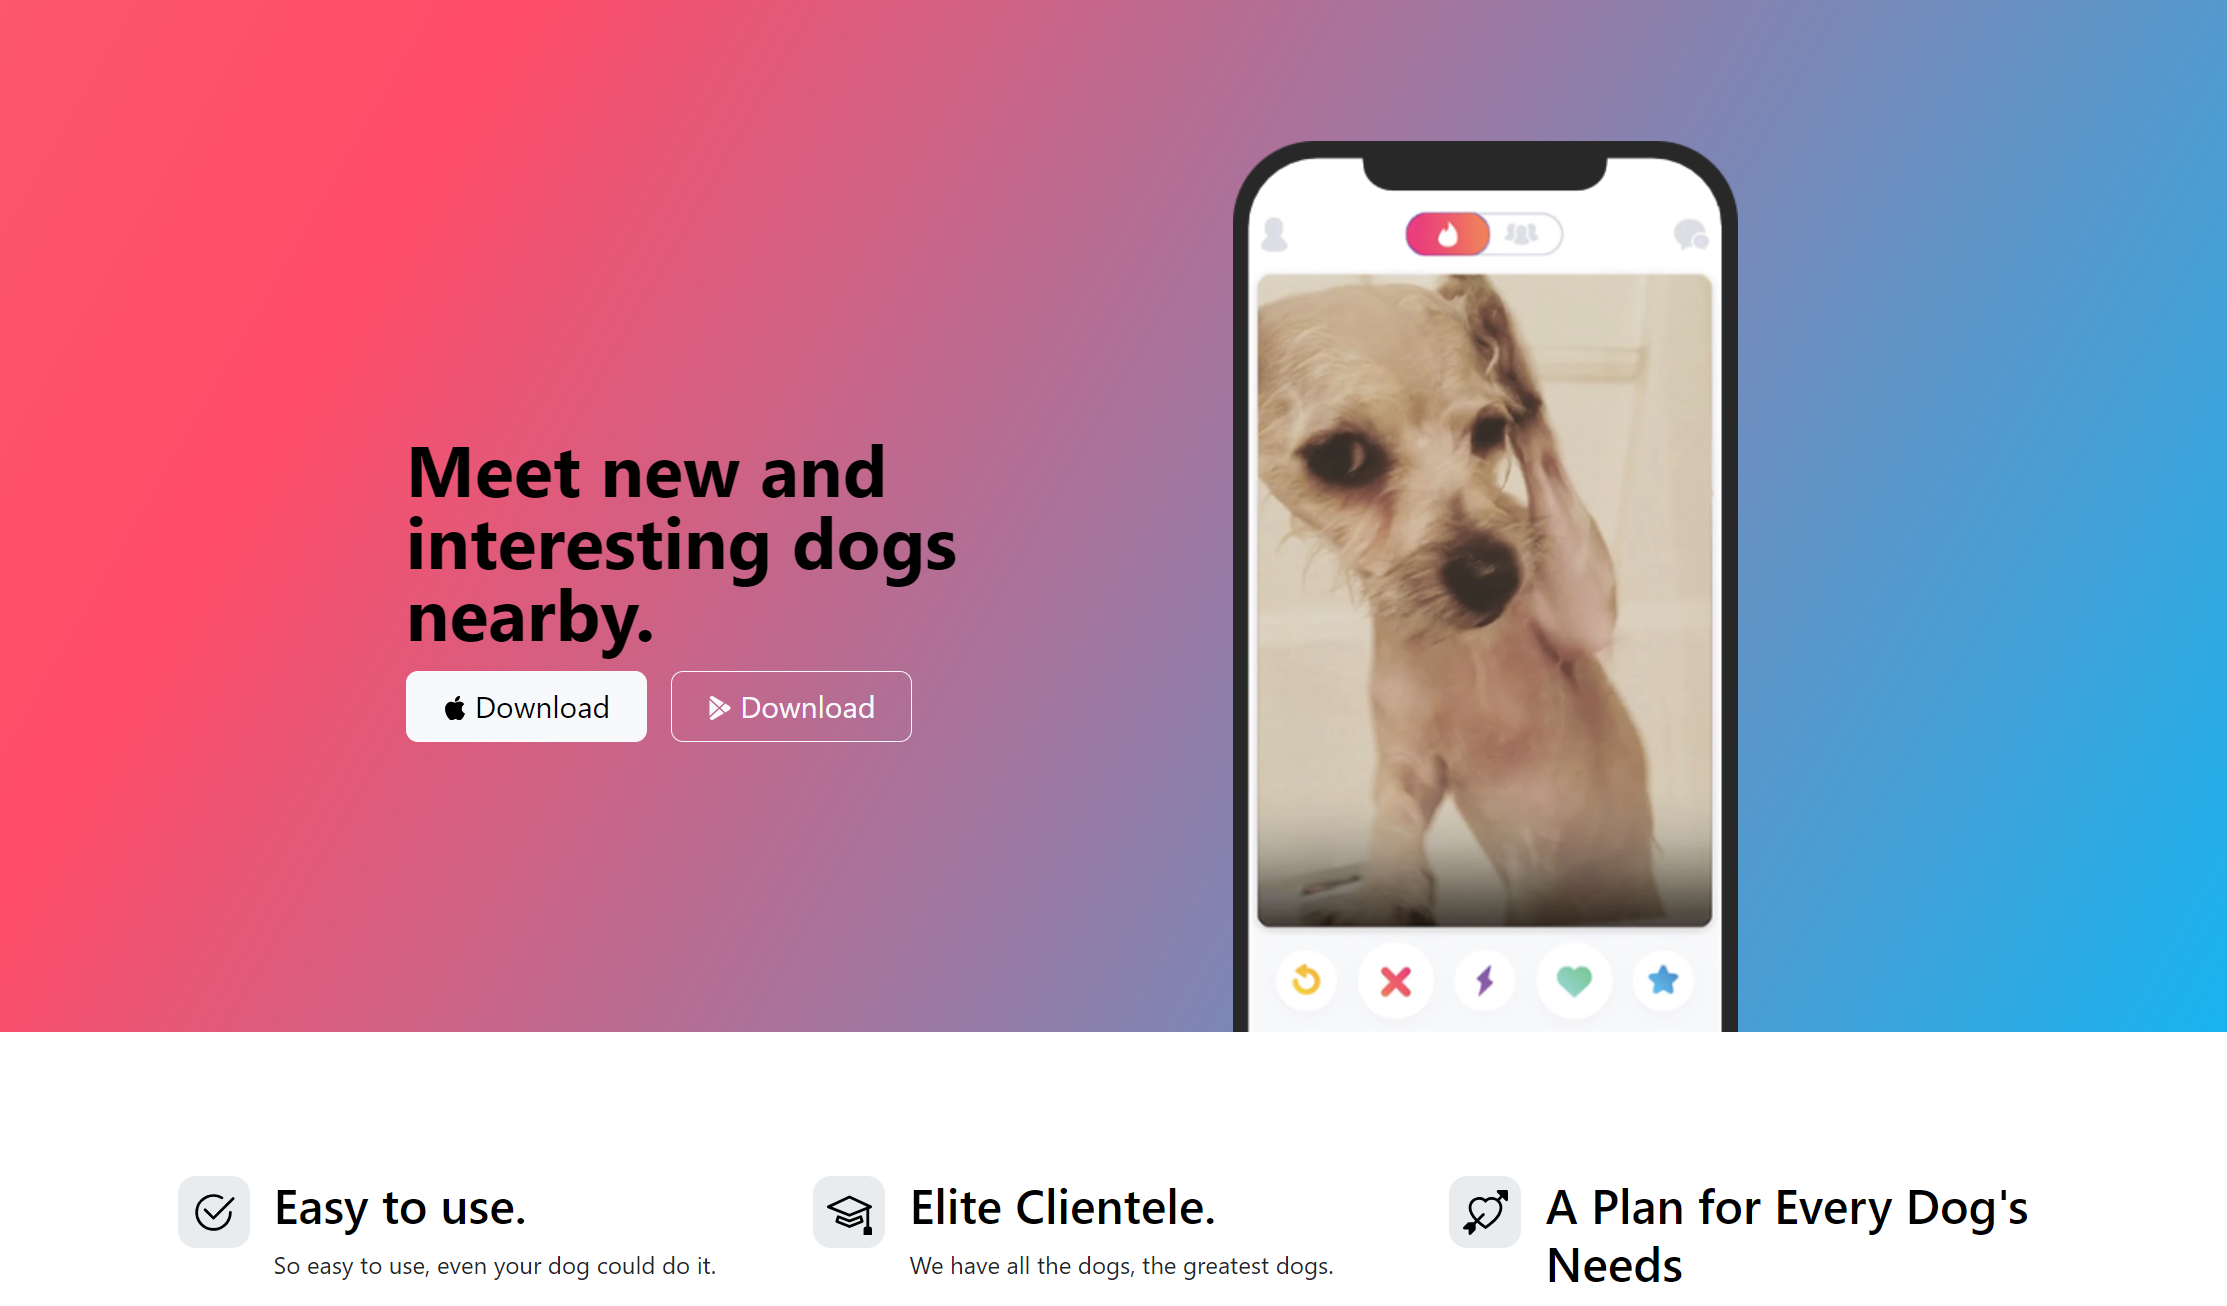 Meet new and
interesting dogs
nearby.
Download
Download
Easy to use.
So easy to use, even your dog could do it.
Elite Clientele.
We have all the dogs, the greatest dogs.
A Plan for Every Dog's
Needs